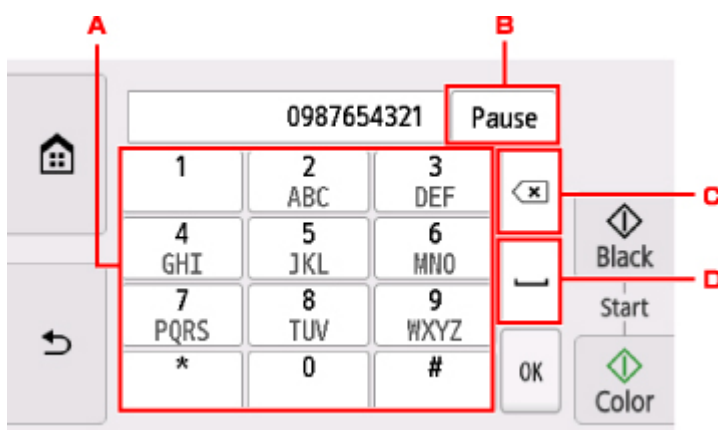 A
B
0987654321 Pause
1
2
3
ABC
DEF
C
4
5
6
GHI
JKL
MNO
Black
D
7
8
9
PQRS
TUV
WXYZ
Start
*
0
#
OK
Color